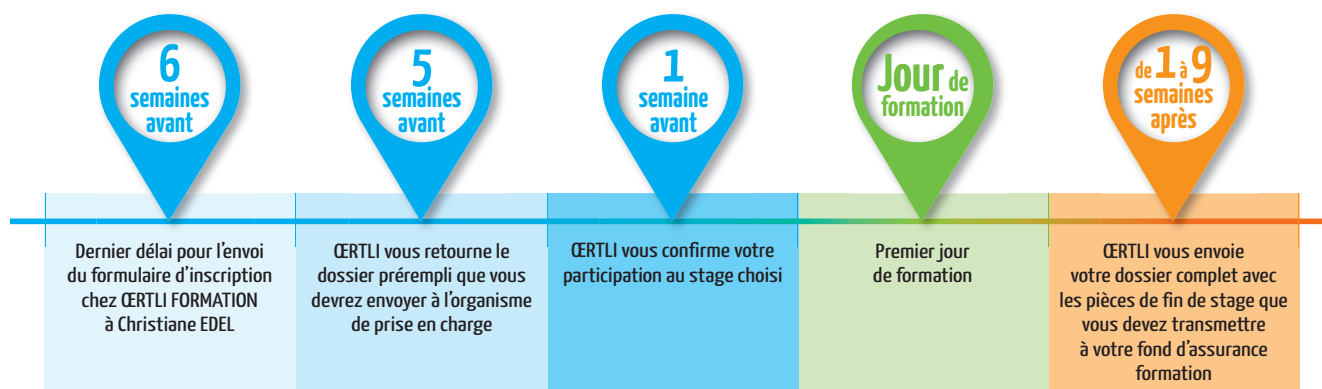 6
semaines
avant
5
semaines
avant
1
semaine
avant
Jour de
formation
de 1 à 9
semaines
après
Dernier délai pour l'envoi
du formulaire d'inscription
chez ŒRTLI FORMATION
à Christiane EDEL
ŒRTLI vous retourne le
dossier prérempli que vous
devrez envoyer à l'organisme
de prise en charge
ŒRTLI vous confirme votre
participation au stage choisi
Premier jour
de formation
ŒRTLI vous envoie
votre dossier complet avec
les pièces de fin de stage que
vous devez transmettre
à votre fond d'assurance
formation